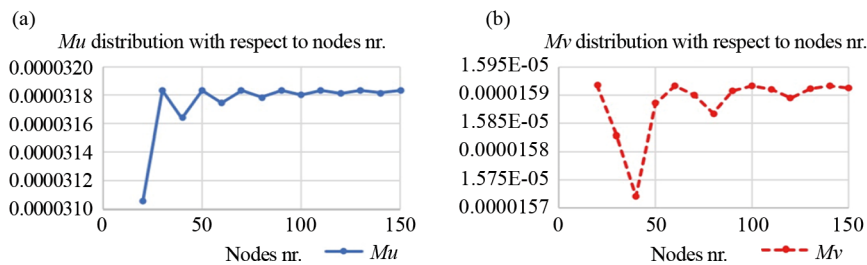 (a)
Mu distribution with respect to nodes nr.
0.0000320
0.0000318
0.0000316
0.0000314
0.0000312
0.0000310
0 50 100 150
Nodes nr.
Mu
(b)
Mv distribution with respect to nodes nr.
1.595E-05
0.0000159
1.585E-05
0.0000158
1.575E-05
0.0000157
0 50 100 150
Nodes nr.
Mv